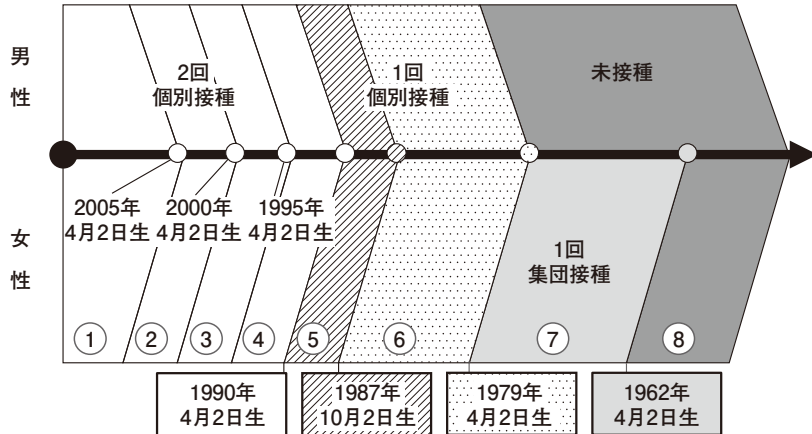 男
性
2回
個別接種
1回
個別接種
未接種
2005年
4月2日生
2000年
4月2日生
1995年
4月2日生
女
性
1回
集団接種
①
②
③
④
⑤
⑥
⑦
⑧
1990年
4月2日生
1987年
10月2日生
1979年
4月2日生
1962年
4月2日生